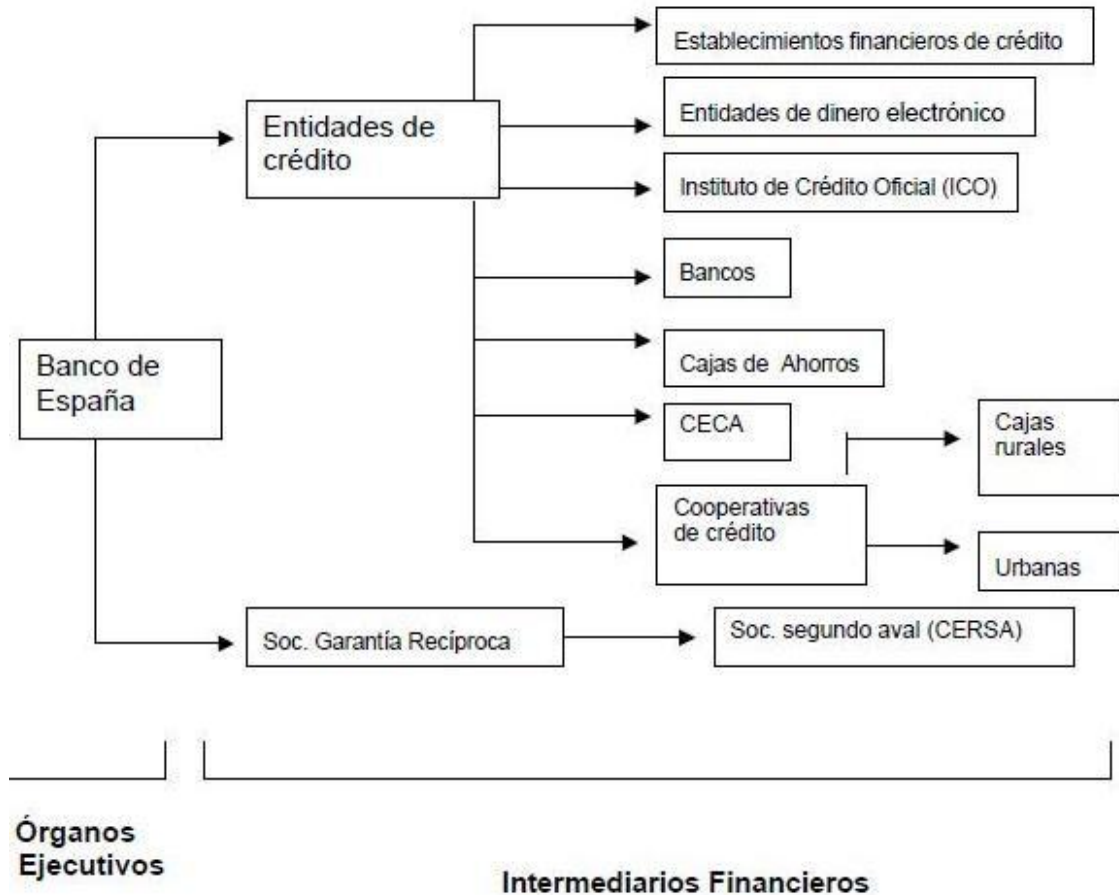 Establecimientos financieros de crédito
Entidades de dinero electrónico
Entidades de
crédito
Instituto de Crédito Oficial (ICO)
Bancos
Banco de
España
Cajas de Ahorros
CECA
Cajas
rurales
Cooperativas
de crédito
Urbanas
Soc. Garantía Recíproca
Soc. segundo aval (CERSA)
Órganos
Ejecutivos
Intermediarios Financieros